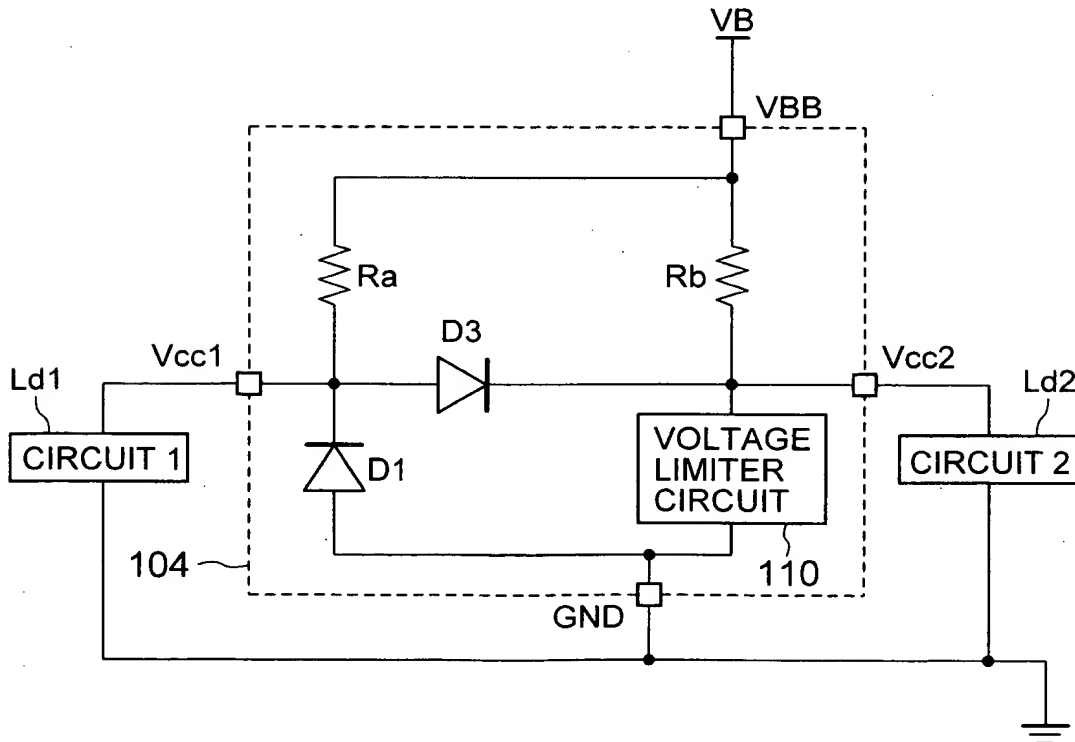 VB
VBB
Ra
Rb
D3
Vcc1
Vcc2
Ld1
Ld2
CIRCUIT 1
D1
VOLTAGE
LIMITER
CIRCUIT
CIRCUIT 2
104
110
GND